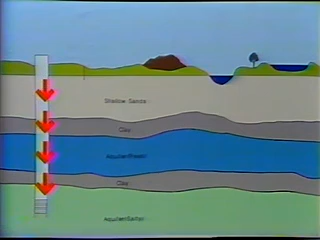 Shallow Sands
Clay
Aquifer(Fresh)
Clay
Aquifer(Salty)